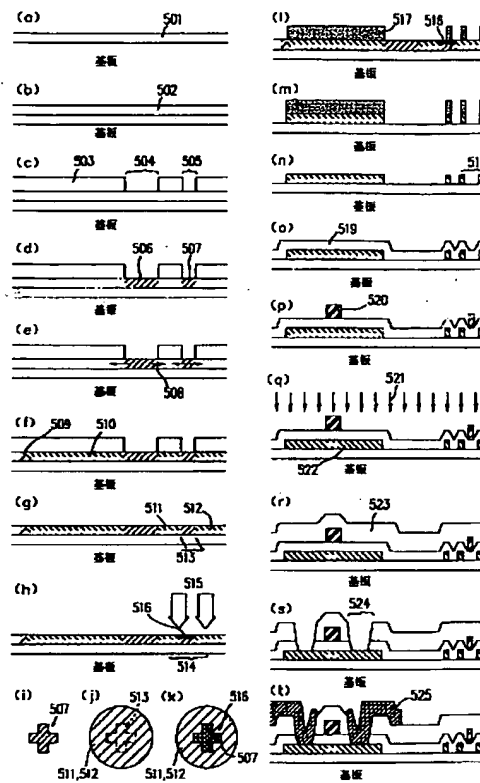 (a)
501
基板
(b)
502
基板
(c)
503
504
505
基板
(d)
506
507
基板
(e)
508
基板
(f)
509
510
基板
(g)
511
512
513
基板
(h)
515
516
514
基板
(i)
507
(j)
513
511,512
(k)
516
507
511,512
(l)
517
518
基板
(m)
基板
(n)
基板
(o)
519
基板
(p)
520
基板
(q)
521
522
基板
(r)
523
基板
(s)
524
基板
(t)
525
基板